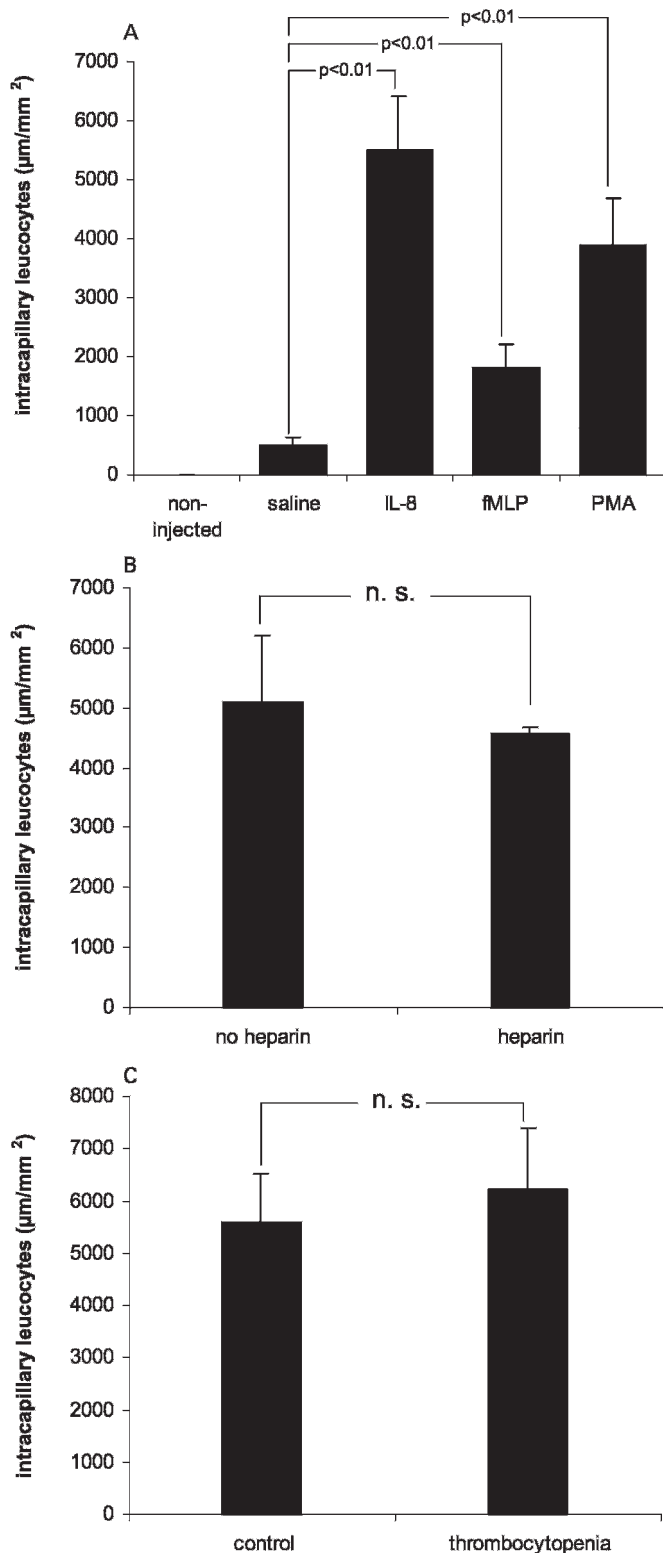 A
p<0.01
p<0.01
p<0.01
intracapillary leucocytes (µm/mm ²)
7000
6000
5000
4000
3000
2000
1000
0
non-injected saline IL-8 fMLP PMA
B
n. s.
intracapillary leucocytes (µm/mm ²)
7000
6000
5000
4000
3000
2000
1000
0
no heparin heparin
C
n. s.
intracapillary leucocytes (µm/mm ²)
8000
7000
6000
5000
4000
3000
2000
1000
0
control thrombocytopenia